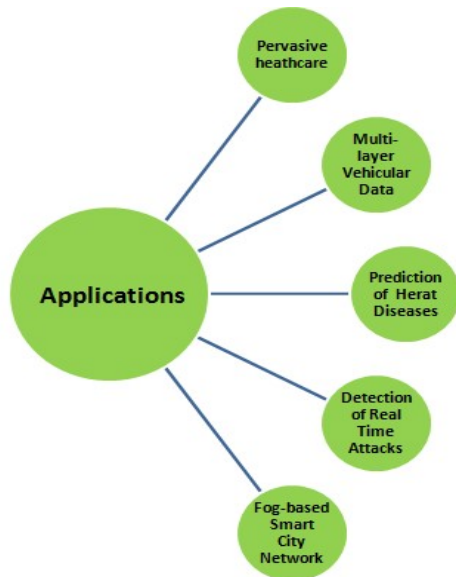 Pervasive
heathcare
Multi-
layer
Vehicular
Data
Applications
Prediction
of Herat
Diseases
Detection
of Real
Time
Attacks
Fog-based
Smart
City
Network